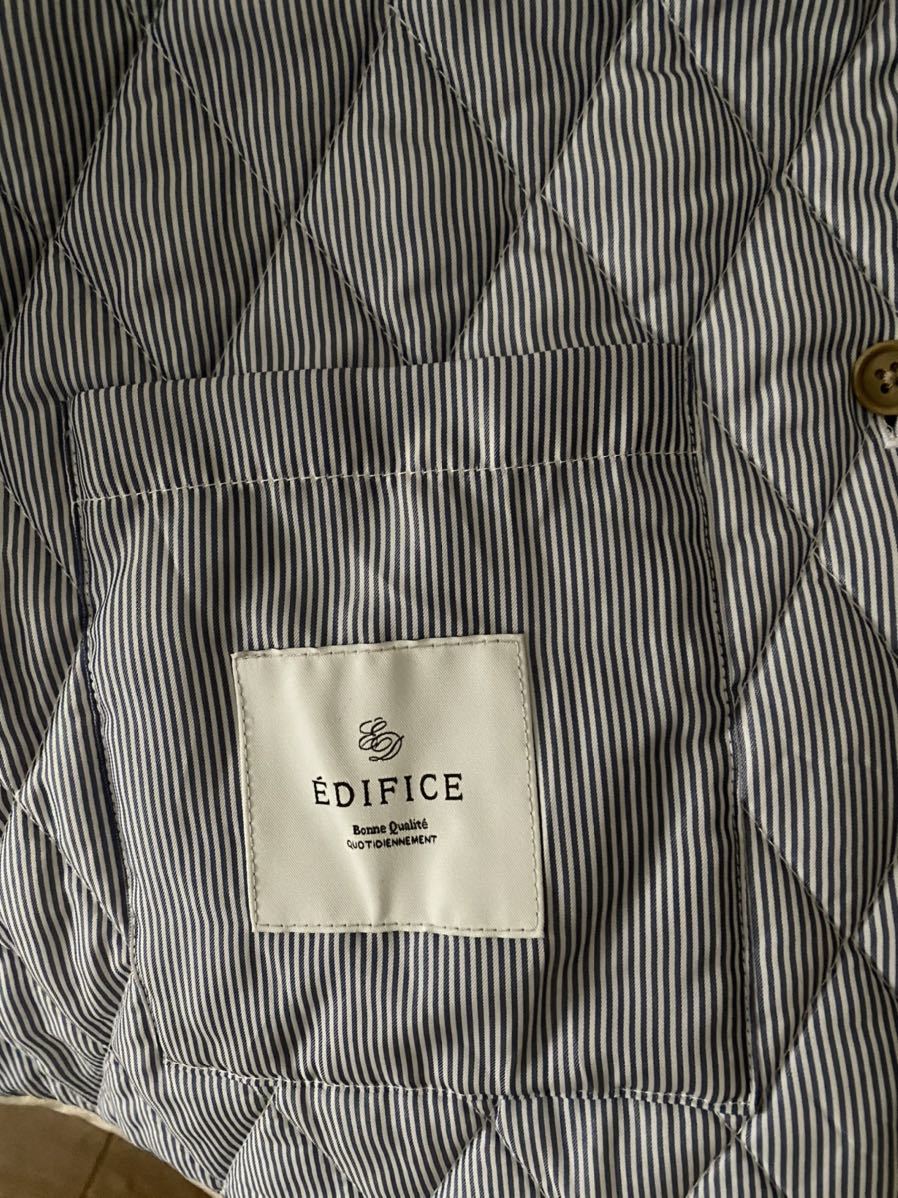 ED
ÉDIFICE
Bonne Qualité
QUOTIDIENNEMENT